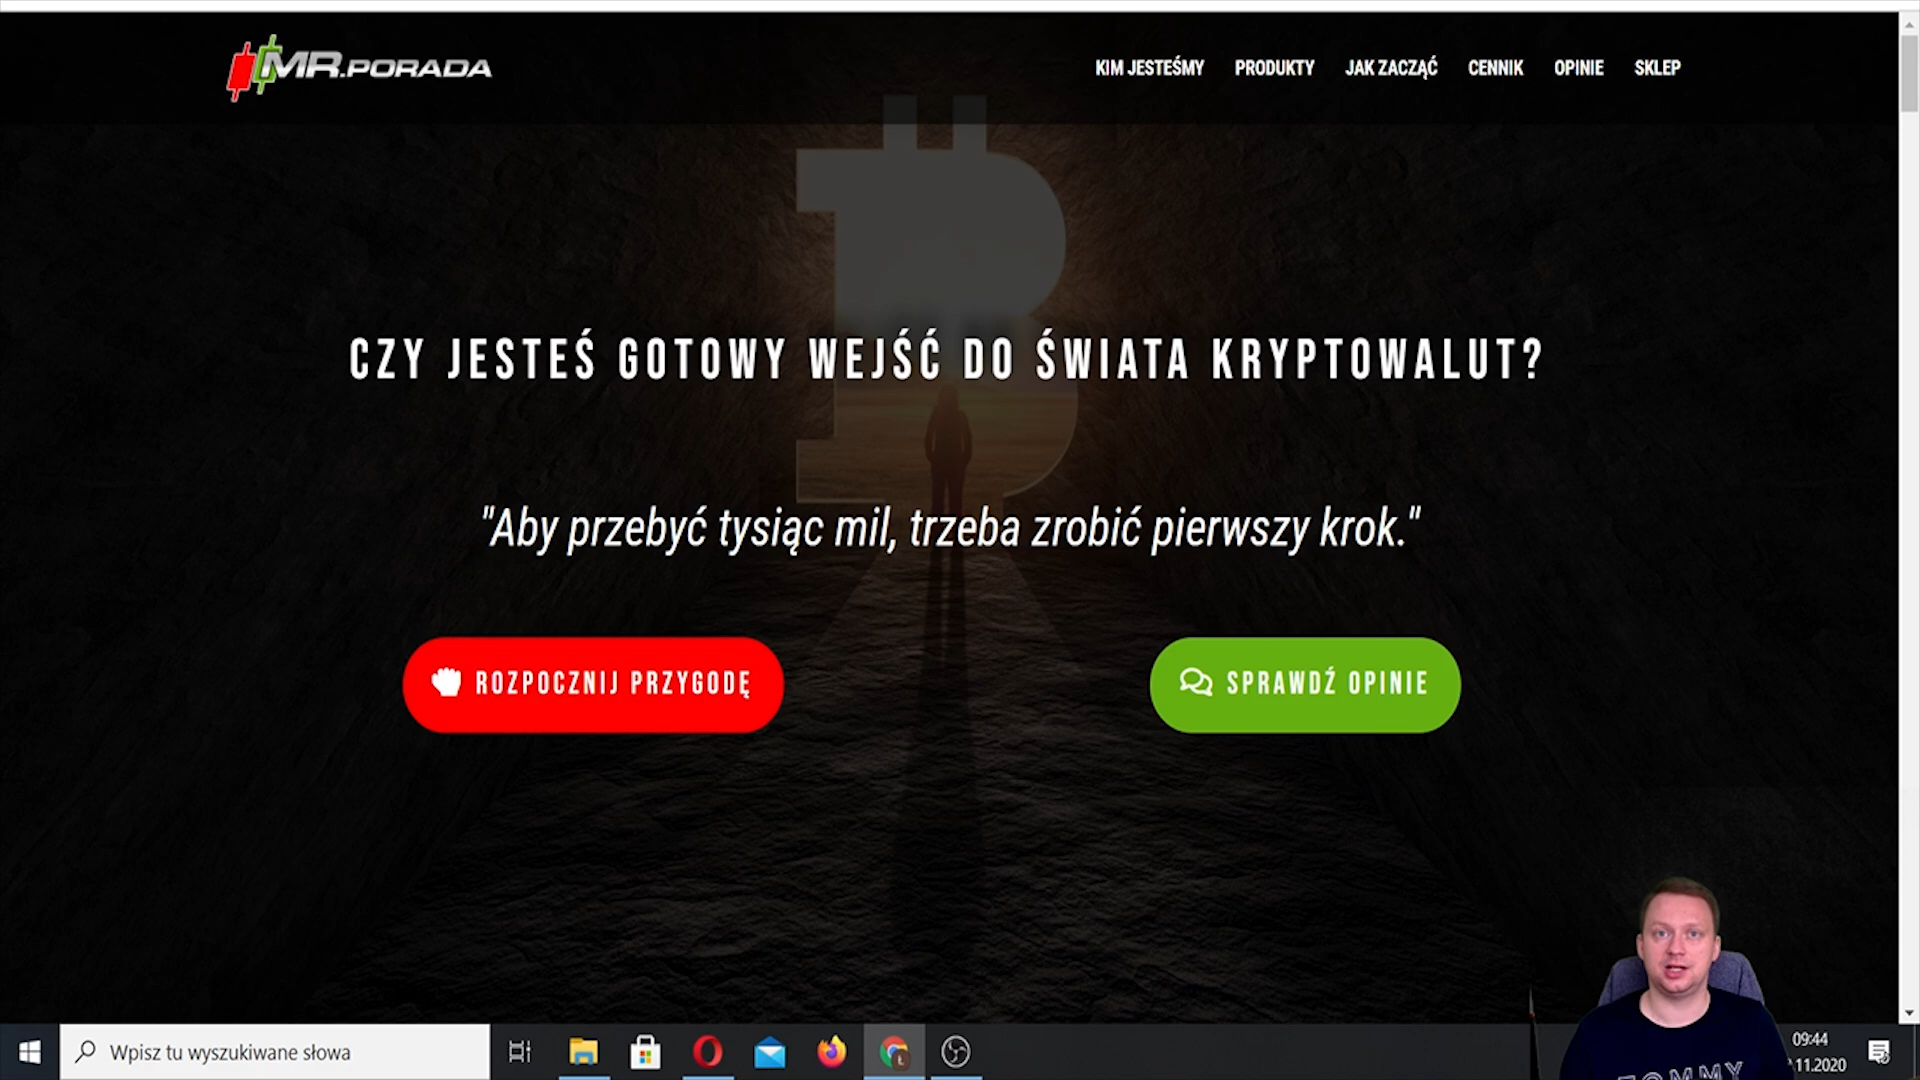 MR.PORADA
KIM JESTEŚMY PRODUKTY JAK ZACZĄĆ CENNIK OPINIE SKLEP
CZY JESTEŚ GOTOWY WEJŚĆ DO ŚWIATA KRYPTOWALUT?
"Aby przebyć tysiąc mil, trzeba zrobić pierwszy krok."
ROZPOCZNIJ PRZYGODĘ
SPRAWDŹ OPINIE
Wpisz tu wyszukiwane słowa
09:44
.11.2020
TOMMY